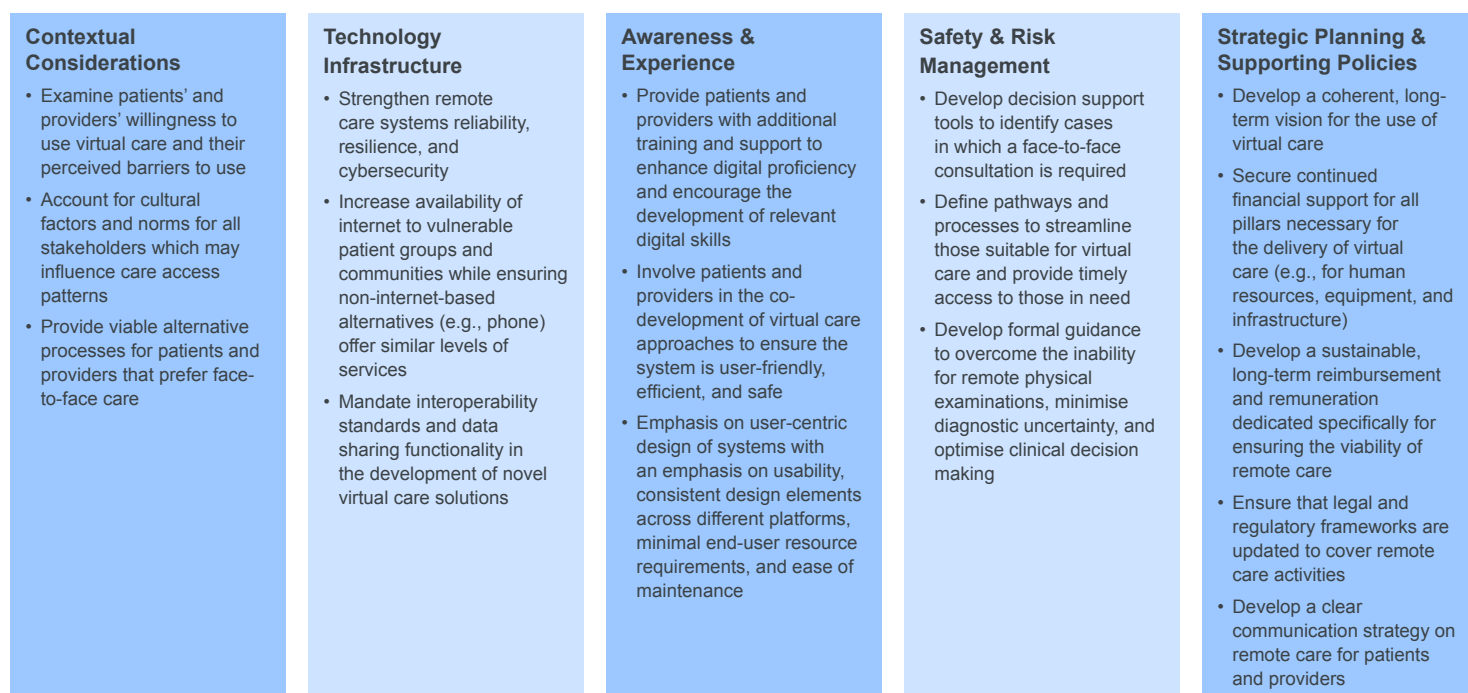 Contextual
Considerations
• Examine patients’ and
providers’ willingness to
use virtual care and their
perceived barriers to use
• Account for cultural
factors and norms for all
stakeholders which may
influence care access
patterns
• Provide viable alternative
processes for patients and
providers that prefer face-
to-face care
Technology
Infrastructure
• Strengthen remote
care systems reliability,
resilience, and
cybersecurity
• Increase availability of
internet to vulnerable
patient groups and
communities while ensuring
non-internet-based
alternatives (e.g., phone)
offer similar levels of
services
• Mandate interoperability
standards and data
sharing functionality in
the development of novel
virtual care solutions
Awareness &
Experience
• Provide patients and
providers with additional
training and support to
enhance digital proficiency
and encourage the
development of relevant
digital skills
• Involve patients and
providers in the co-
development of virtual care
approaches to ensure the
system is user-friendly,
efficient, and safe
• Emphasis on user-centric
design of systems with
an emphasis on usability,
consistent design elements
across different platforms,
minimal end-user resource
requirements, and ease of
maintenance
Safety & Risk
Management
• Develop decision support
tools to identify cases
in which a face-to-face
consultation is required
• Define pathways and
processes to streamline
those suitable for virtual
care and provide timely
access to those in need
• Develop formal guidance
to overcome the inability
for remote physical
examinations, minimise
diagnostic uncertainty, and
optimise clinical decision
making
Strategic Planning &
Supporting Policies
• Develop a coherent, long-
term vision for the use of
virtual care
• Secure continued
financial support for all
pillars necessary for
the delivery of virtual
care (e.g., for human
resources, equipment, and
infrastructure)
• Develop a sustainable,
long-term reimbursement
and remuneration
dedicated specifically for
ensuring the viability of
remote care
• Ensure that legal and
regulatory frameworks are
updated to cover remote
care activities
• Develop a clear
communication strategy on
remote care for patients
and providers